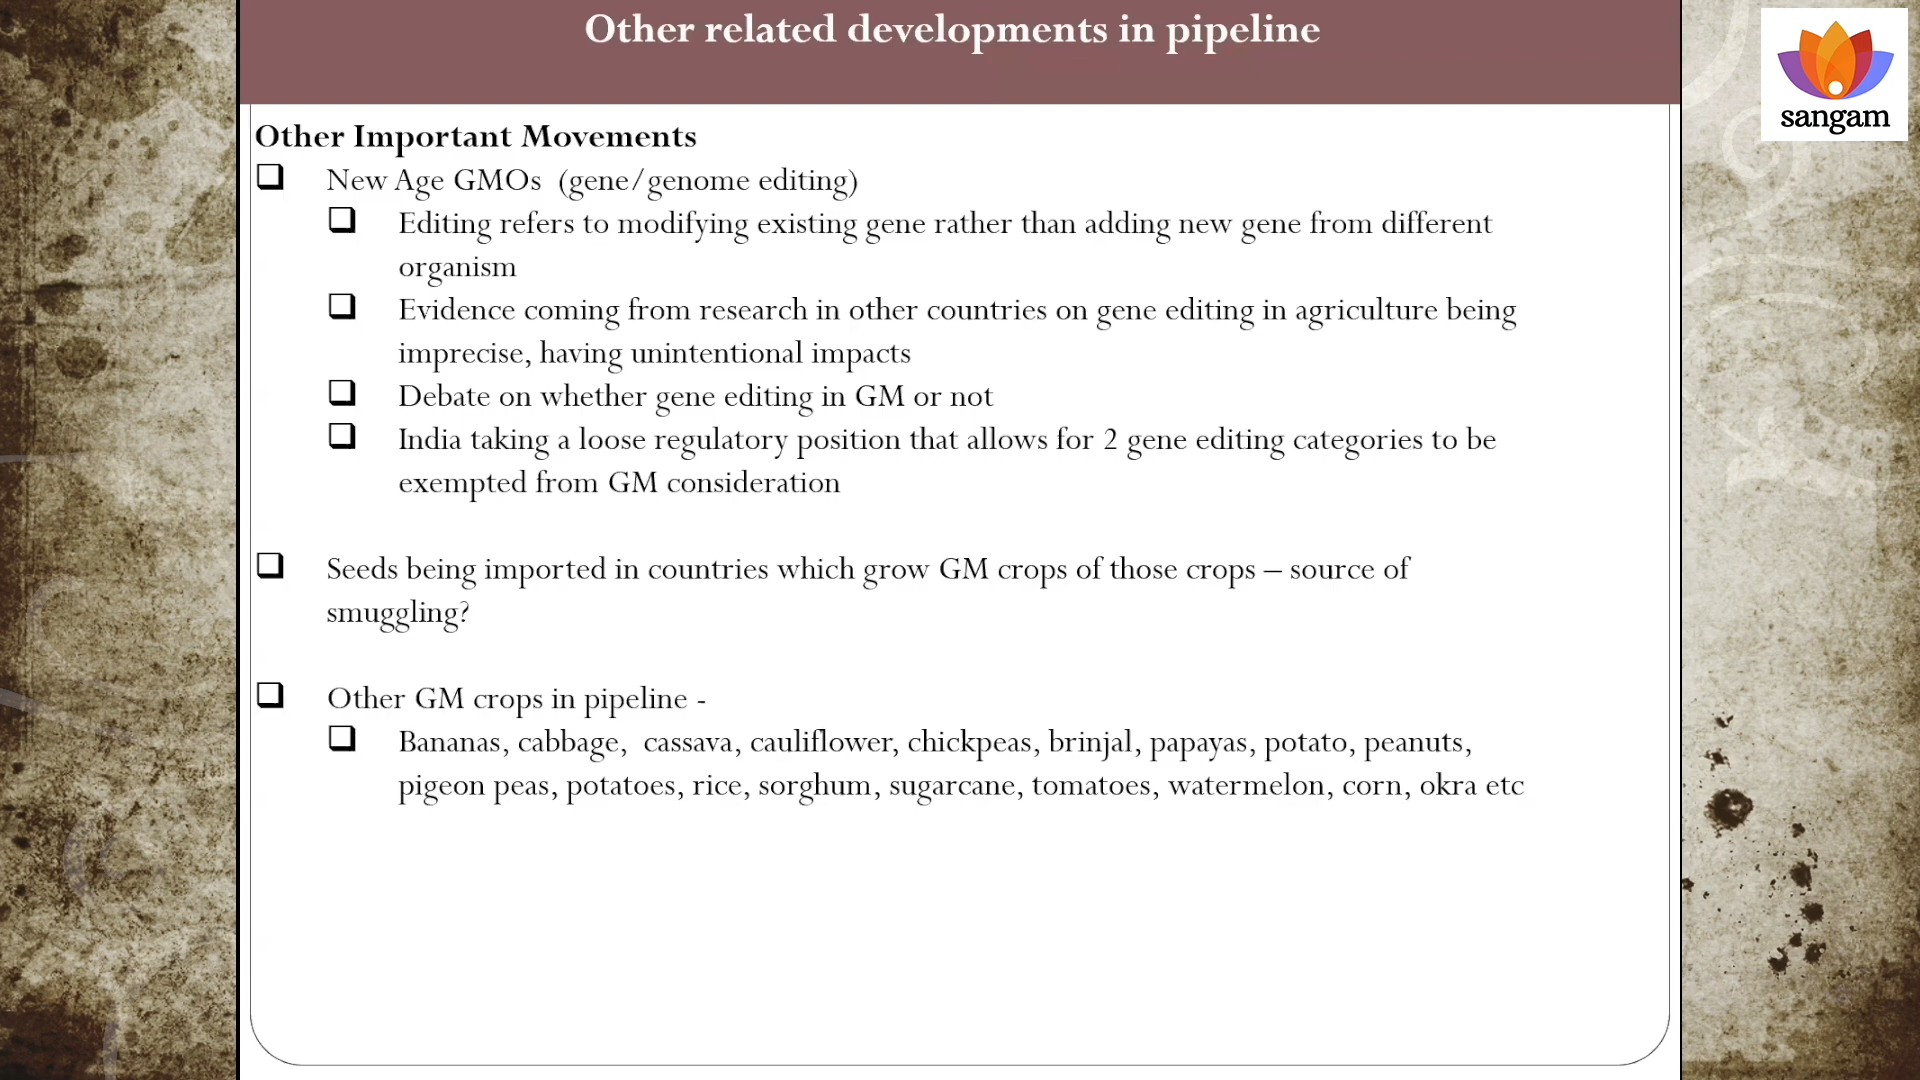 Other related developments in pipeline
sangam
Other Important Movements
New Age GMOs (gene/genome editing)
Editing refers to modifying existing gene rather than adding new gene from different
organism
Evidence coming from research in other countries on gene editing in agriculture being
imprecise, having unintentional impacts
Debate on whether gene editing in GM or not
India taking a loose regulatory position that allows for 2 gene editing categories to be
exempted from GM consideration
Seeds being imported in countries which grow GM crops of those crops – source of
smuggling?
Other GM crops in pipeline -
Bananas, cabbage, cassava, cauliflower, chickpeas, brinjal, papayas, potato, peanuts,
pigeon peas, potatoes, rice, sorghum, sugarcane, tomatoes, watermelon, corn, okra etc